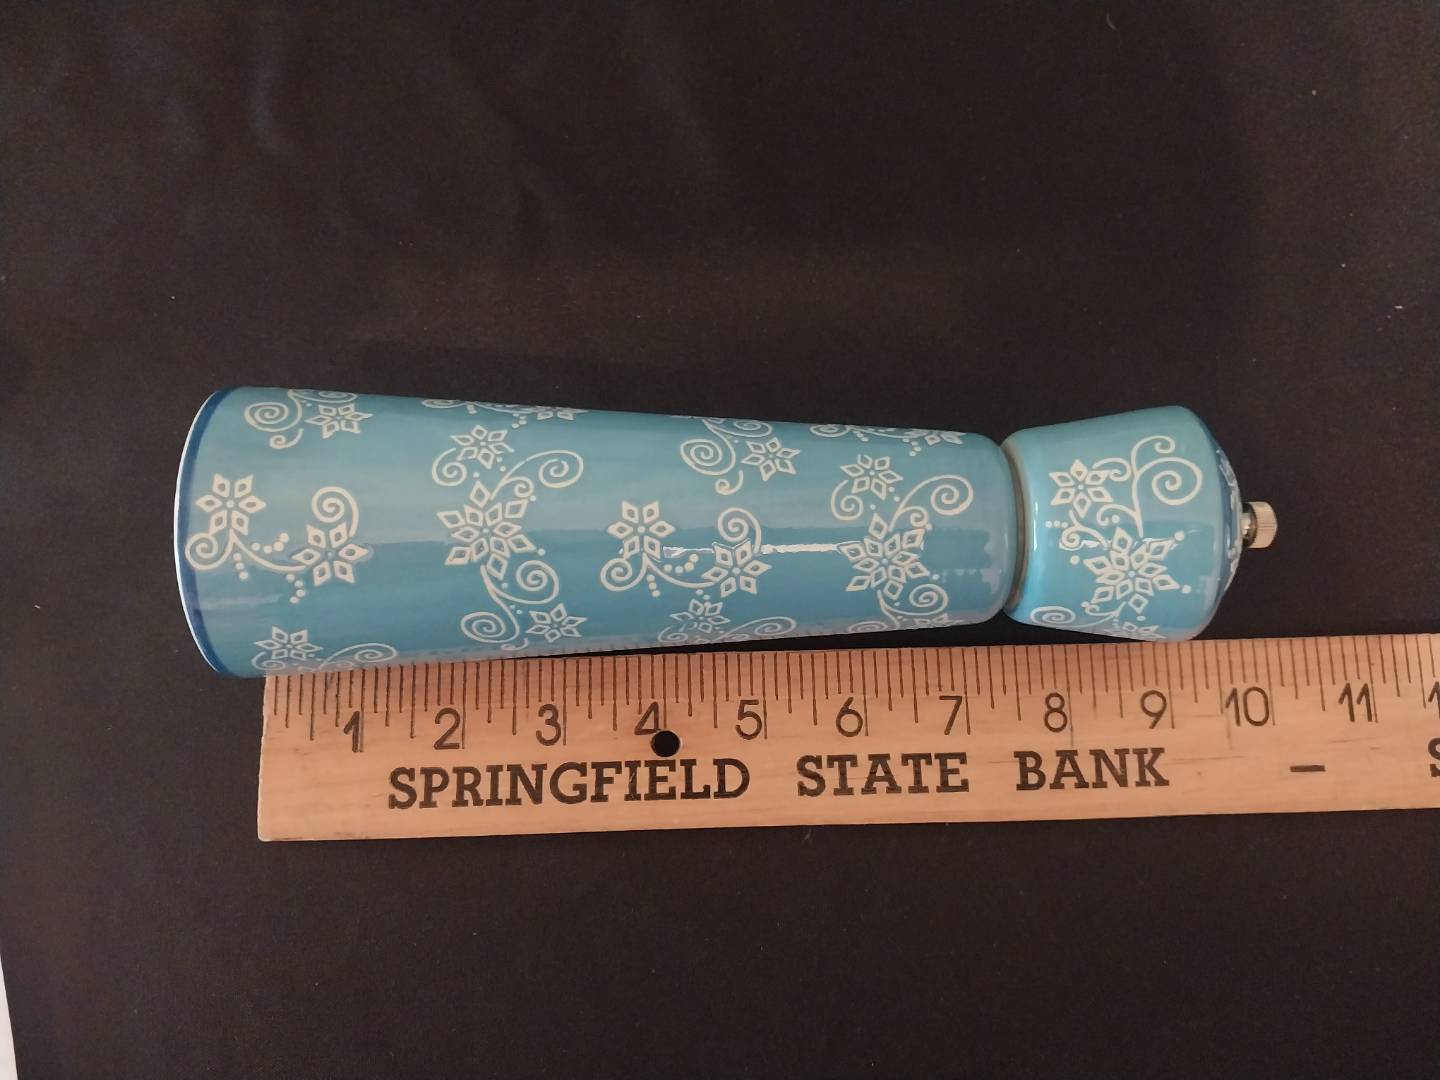 1 2 3 4 5 6 7 8 9 10 11
SPRINGFIELD STATE BANK –